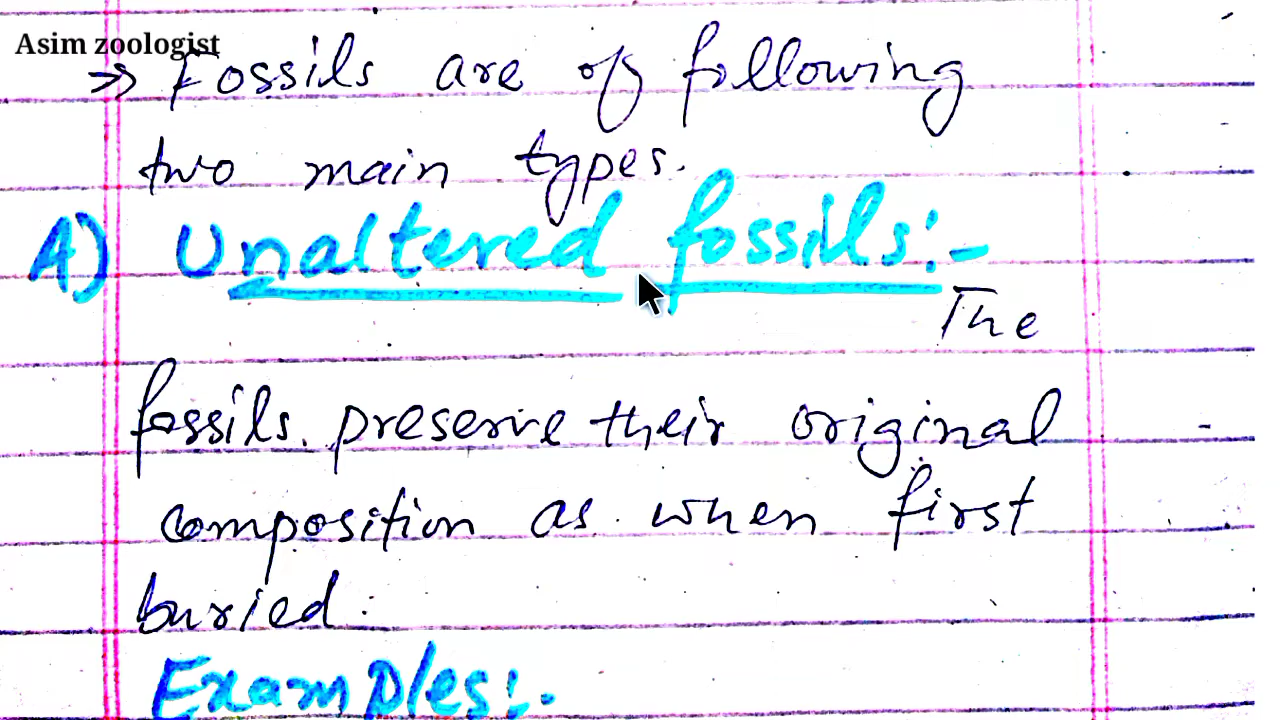 Asim zoologist
⇒ Fossils are of following
two main types.
A) Unaltered fossils:-
The
fossils preserve their original
composition as when first
buried.
Examples:-